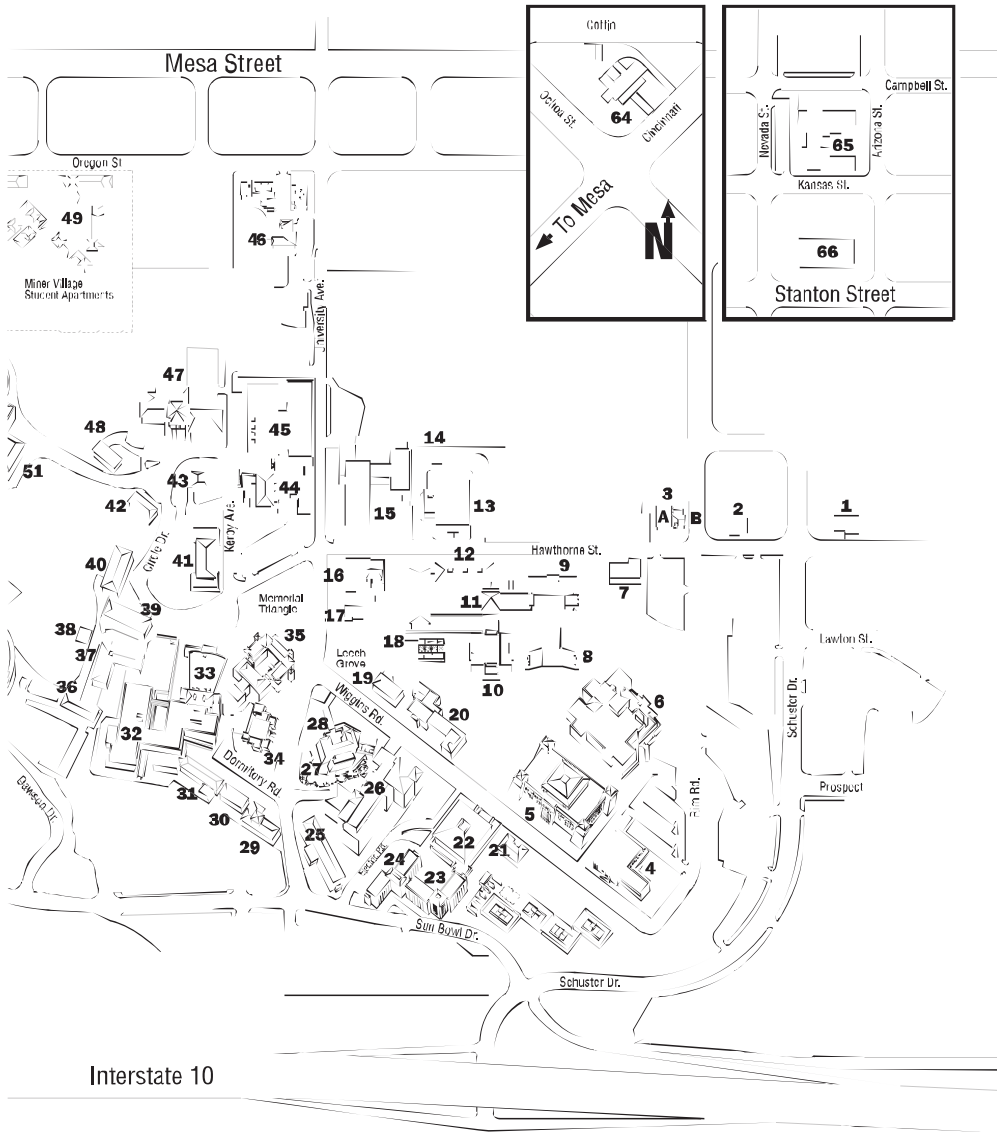 Mesa Street
Oregon St
49
Miner Village
Student Apartments
46
University Ave.
Cotton
Ochoa St.
64
Cincinnati
To Mesa
N
Campbell St.
Nevada St.
65
Arizona St.
Kansas St.
66
Stanton Street
47
48
45
51
43
42
44
14
15
13
3
A
B
2
1
Kerby Ave.
Circle Dr.
41
40
Hawthorne St.
12
9
16
7
11
17
Memorial
Triangle
39
38
35
18
37
33
Leech
Grove
8
Lawton St.
36
19
10
6
Wiggins Rd.
20
Schuster Dr.
32
28
34
27
Dormitory Rd
26
5
Rim Rd.
Prospect
31
Dawson Dr.
30
29
25
24
22
21
23
4
Sun Bowl Dr.
Schuster Dr.
Interstate 10